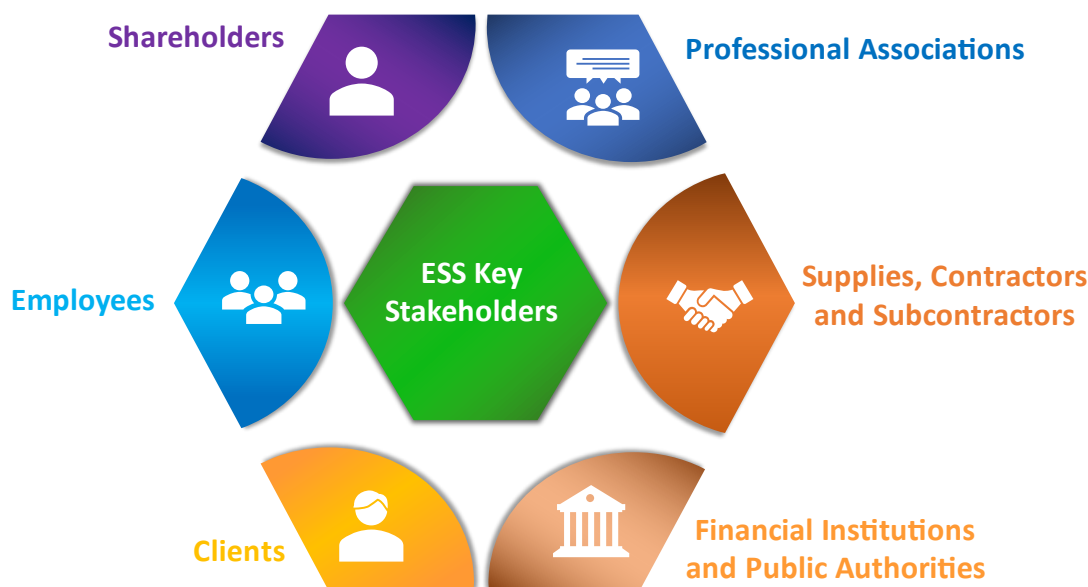 Shareholders
Professional Associations
ESS Key
Stakeholders
Employees
Supplies, Contractors
and Subcontractors
Clients
Financial Institutions
and Public Authorities